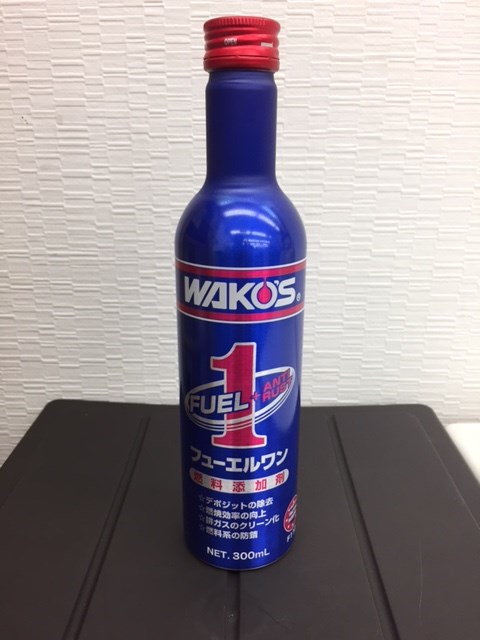 OPEN
WAKO'S®
1
FUEL + ANTI RUST
フューエルワン
燃料添加剤
☆デポジットの除去
☆燃焼効率の向上
☆排ガスのクリーン化
☆燃料系の防錆
NET. 300mL